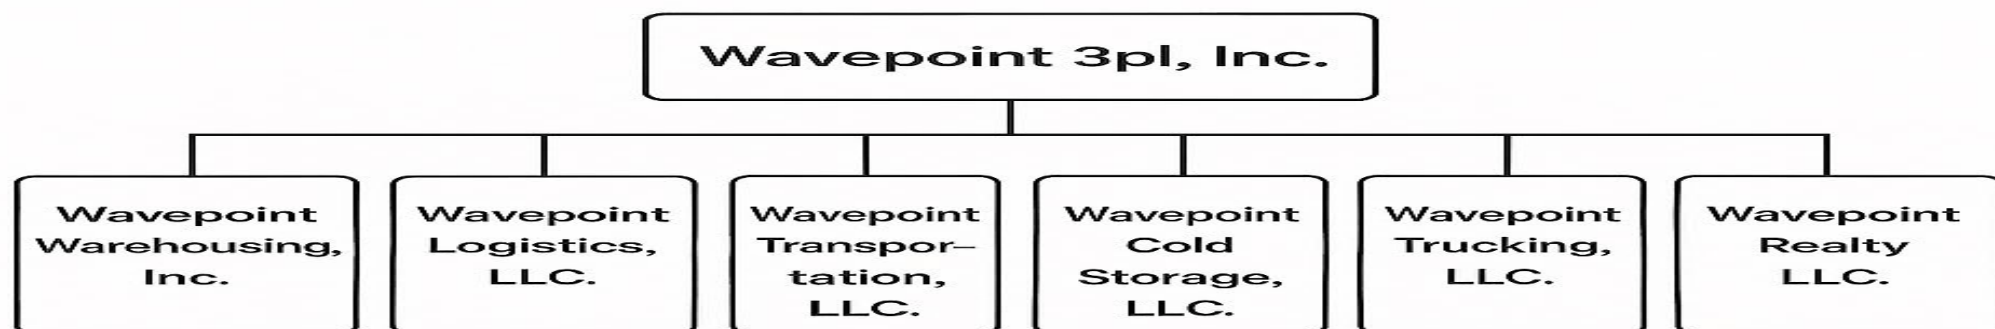 Wavepoint 3pl, Inc.
Wavepoint
Warehousing,
Inc.
Wavepoint
Logistics,
LLC.
Wavepoint
Transpor–
tation,
LLC.
Wavepoint
Cold
Storage,
LLC.
Wavepoint
Trucking,
LLC.
Wavepoint
Realty
LLC.